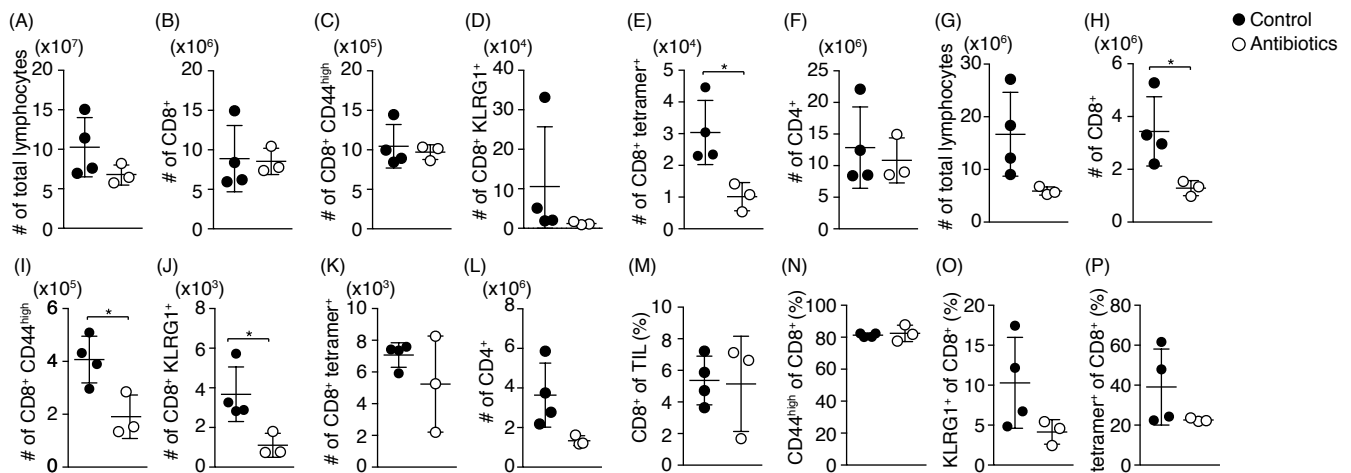 (A)
(x10⁷)
# of total lymphocytes
20
15
10
5
0
(B)
(x10⁶)
# of CD8⁺
20
15
10
5
0
(C)
(x10⁵)
# of CD8⁺ CD44ʰⁱᵍʰ
20
15
10
5
0
(D)
(x10⁴)
# of CD8⁺ KLRG1⁺
40
30
20
10
0
(E)
(x10⁴)
# of CD8⁺ tetramer⁺
5
4
3
2
1
0
*
(F)
(x10⁶)
# of CD4⁺
25
20
15
10
5
0
(G)
(x10⁶)
# of total lymphocytes
30
20
10
0
(H)
(x10⁶)
# of CD8⁺
6
4
2
0
*
Control
Antibiotics
(I)
(x10⁵)
# of CD8⁺ CD44ʰⁱᵍʰ
6
4
2
0
*
(J)
(x10³)
# of CD8⁺ KLRG1⁺
8
6
4
2
0
*
(K)
(x10³)
# of CD8⁺ tetramer⁺
10
8
6
4
2
0
(L)
(x10⁶)
# of CD4⁺
8
6
4
2
0
(M)
CD8⁺ of TIL (%)
10
8
6
4
2
0
(N)
CD44ʰⁱᵍʰ of CD8⁺ (%)
100
80
60
40
20
0
(O)
KLRG1⁺ of CD8⁺ (%)
20
15
10
5
0
(P)
tetramer⁺ of CD8⁺ (%)
80
60
40
20
0